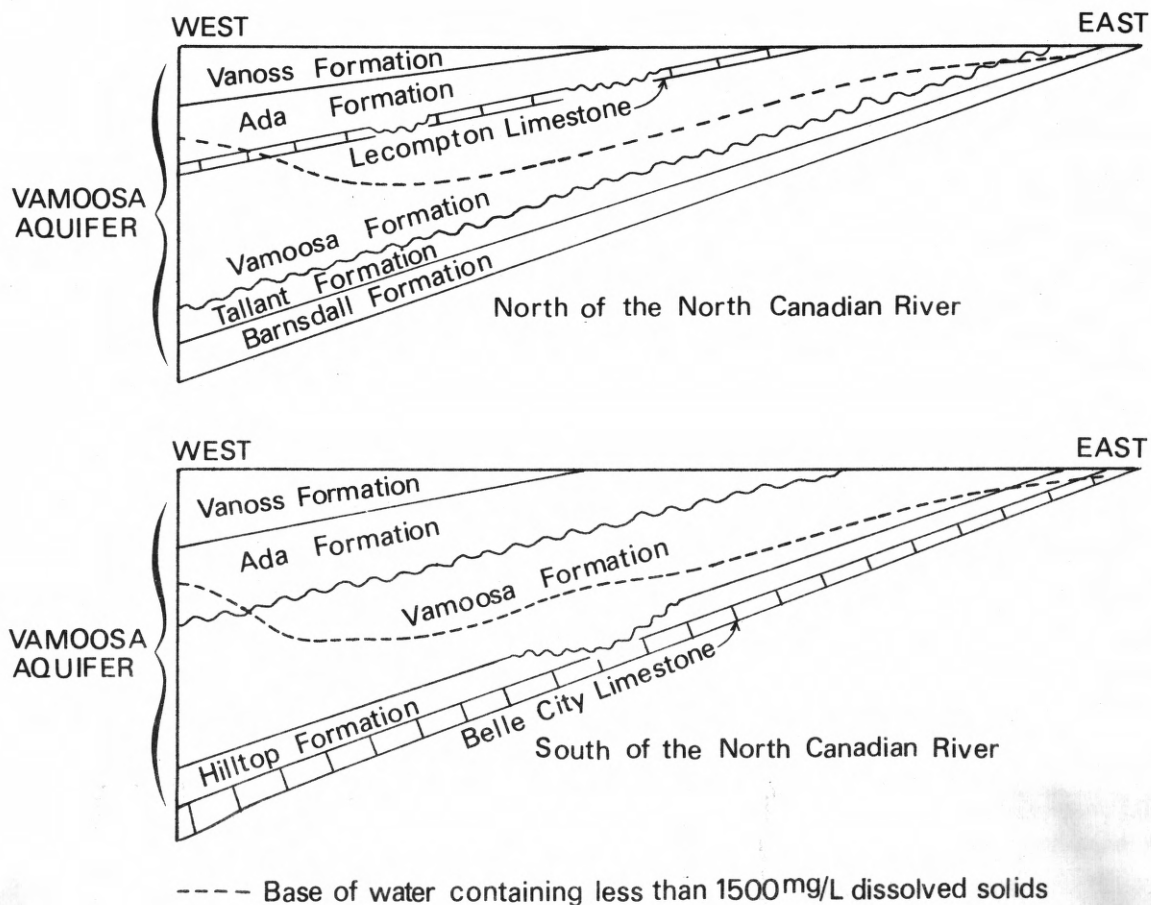 WEST
EAST
Vanoss Formation
Ada Formation
Lecompton Limestone
VAMOOSA
AQUIFER
Vamoosa Formation
Tallant Formation
Barnsdall Formation
North of the North Canadian River
WEST
EAST
Vanoss Formation
Ada Formation
Vamoosa Formation
VAMOOSA
AQUIFER
Hilltop Formation
Belle City Limestone
South of the North Canadian River
---- Base of water containing less than 1500 mg/L dissolved solids